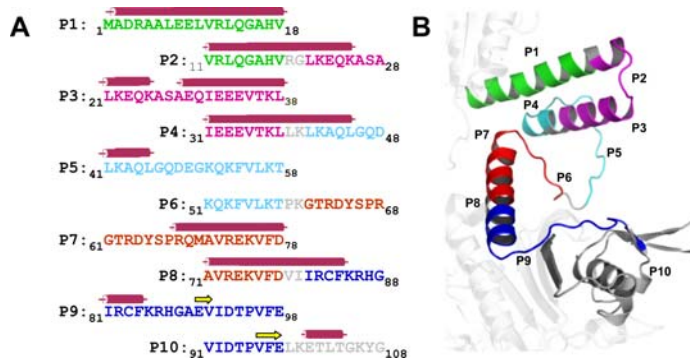 A
P1: 1MADRAALEELVRLQGAHV18
P2: 11VRLQGAHVRGLKEQKASA28
P3: 21LKEQKASAEQIEEEVTKL38
P4: 31IEEEVTKLLKLKAQLGQD48
P5: 41LKAQLGQDEGKQKFVLKT58
P6: 51KQKFVLKTPKGTRDYSPR68
P7: 61GTRDYSPRQMAVREKVFD78
P8: 71AVREKVFDVIIRCFKRHG88
P9: 81IRCFKRHGAEVIDTPVFE98
P10: 91VIDTPVFELKETLTGKYG108
B
P1
P2
P4
P3
P7
P5
P6
P8
P9
P10